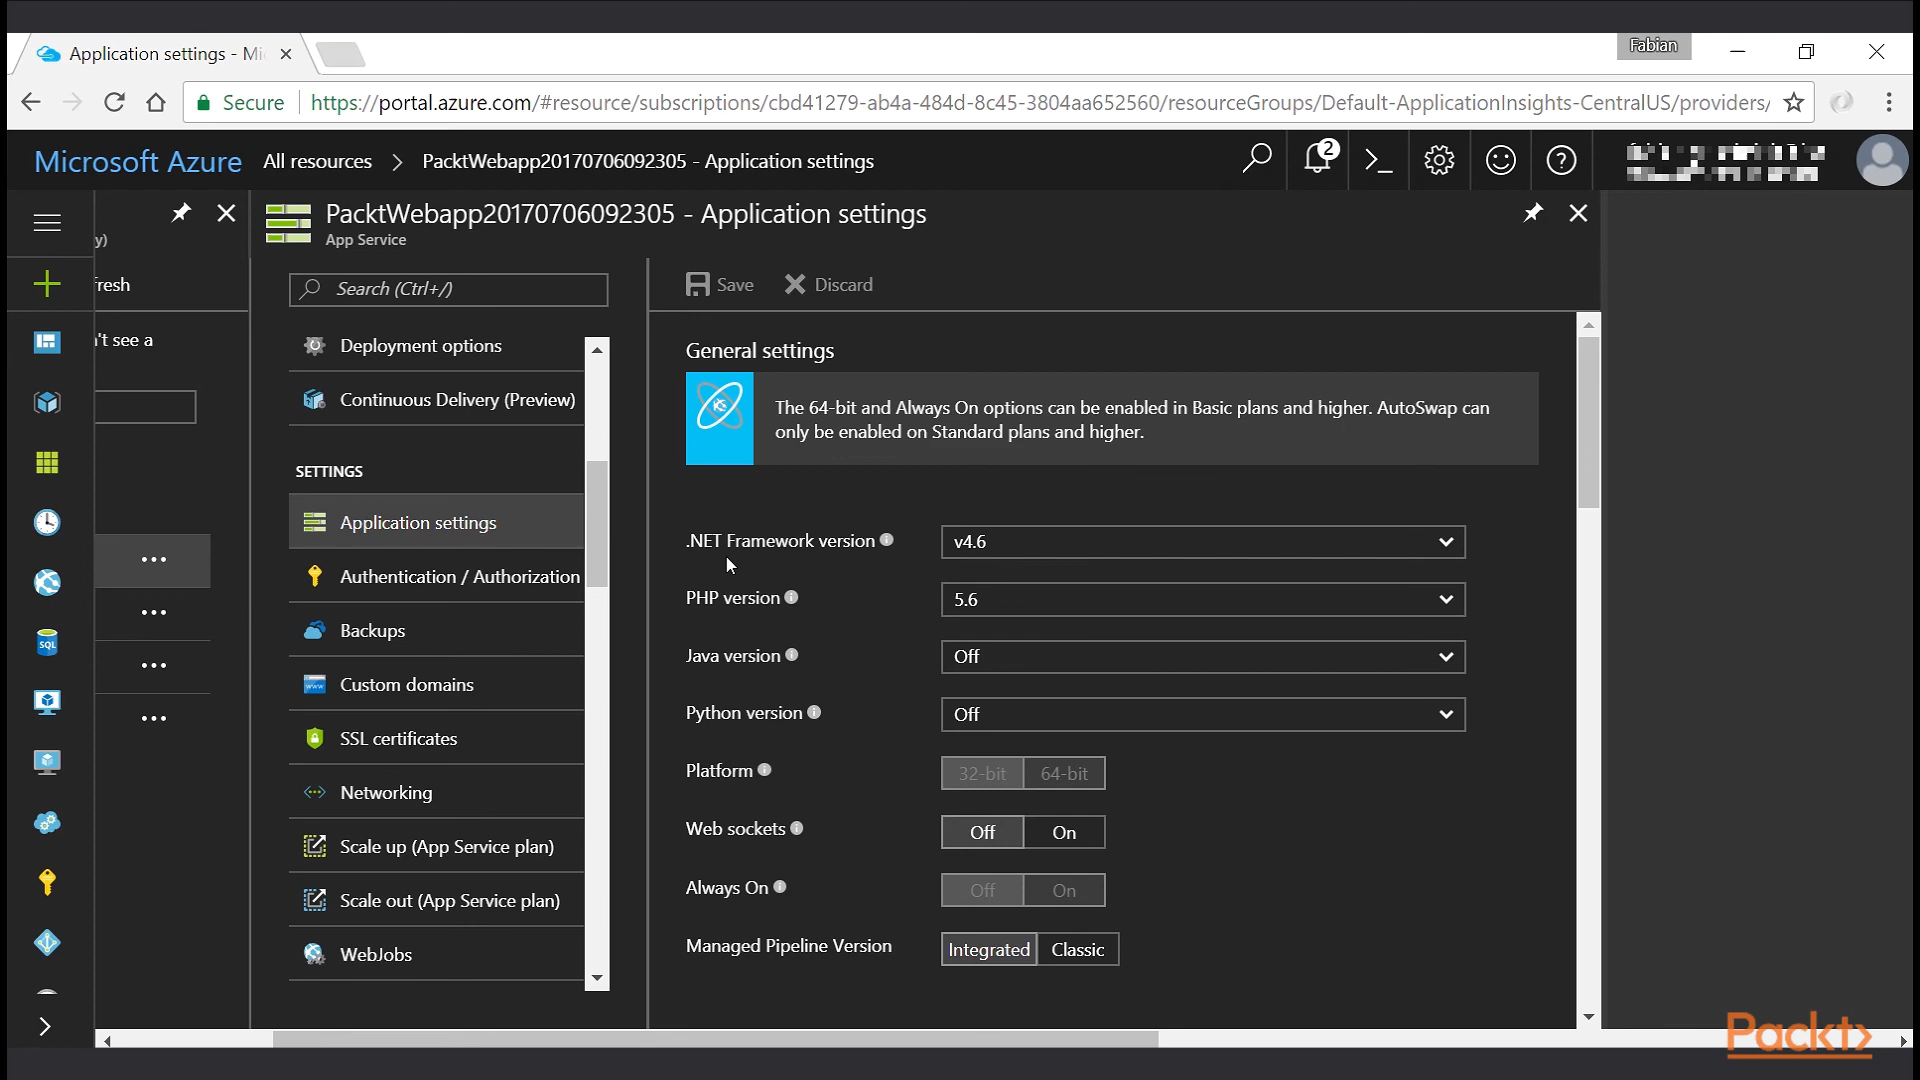 Application settings - Mi
Fabian
Secure
https://portal.azure.com/#resource/subscriptions/cbd41279-ab4a-484d-8c45-3804aa652560/resourceGroups/Default-ApplicationInsights-CentralUS/providers/
Microsoft Azure
All resources > PacktWebapp20170706092305 - Application settings
2
y)
fresh
't see a
PacktWebapp20170706092305 - Application settings
App Service
Search (Ctrl+/)
Deployment options
Continuous Delivery (Preview)
SETTINGS
Application settings
Authentication / Authorization
Backups
Custom domains
SSL certificates
Networking
Scale up (App Service plan)
Scale out (App Service plan)
WebJobs
Save
Discard
General settings
The 64-bit and Always On options can be enabled in Basic plans and higher. AutoSwap can
only be enabled on Standard plans and higher.
.NET Framework version v4.6
PHP version 5.6
Java version Off
Python version Off
Platform 32-bit 64-bit
Web sockets Off On
Always On Off On
Managed Pipeline Version Integrated Classic
SQL
www
Packt>